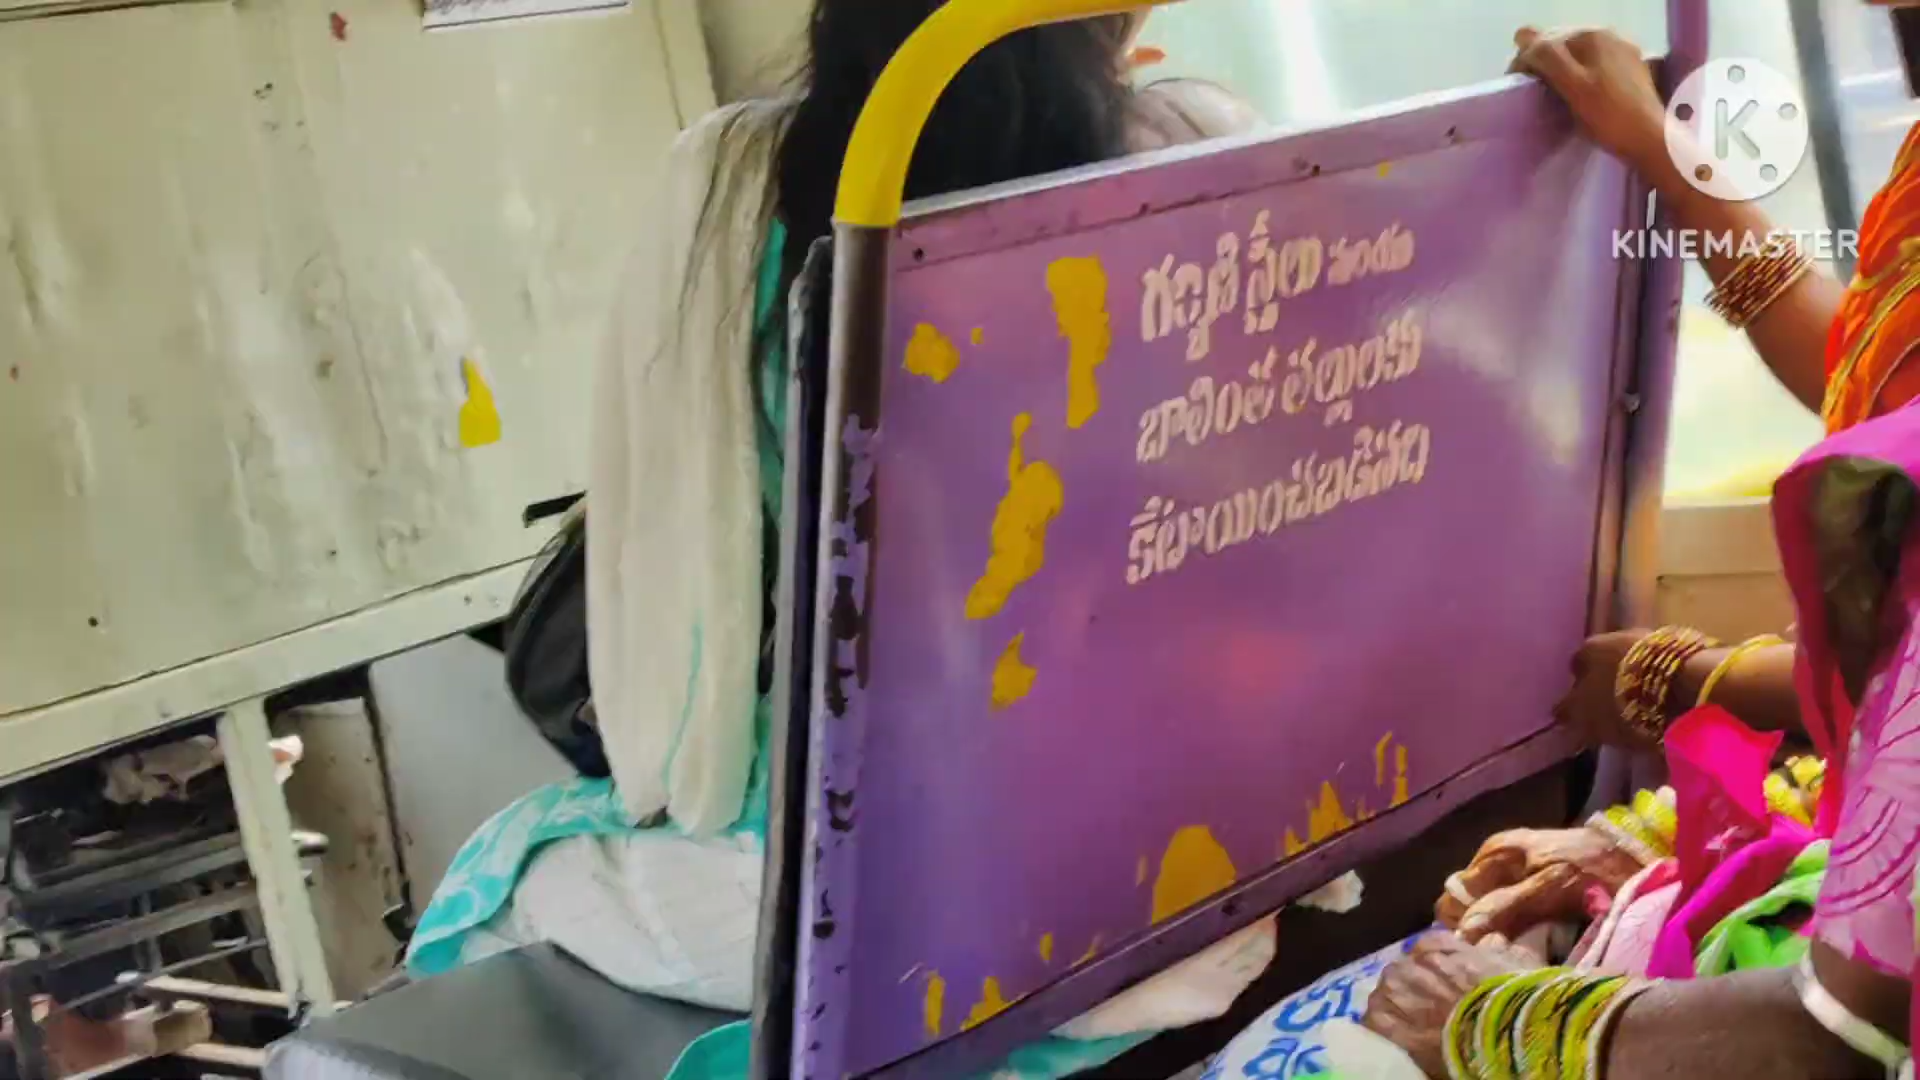 గర్భిణి స్త్రీలు మరియు
బాలింత తల్లులకు
కేటాయించబడినది
K
KINEMASTER